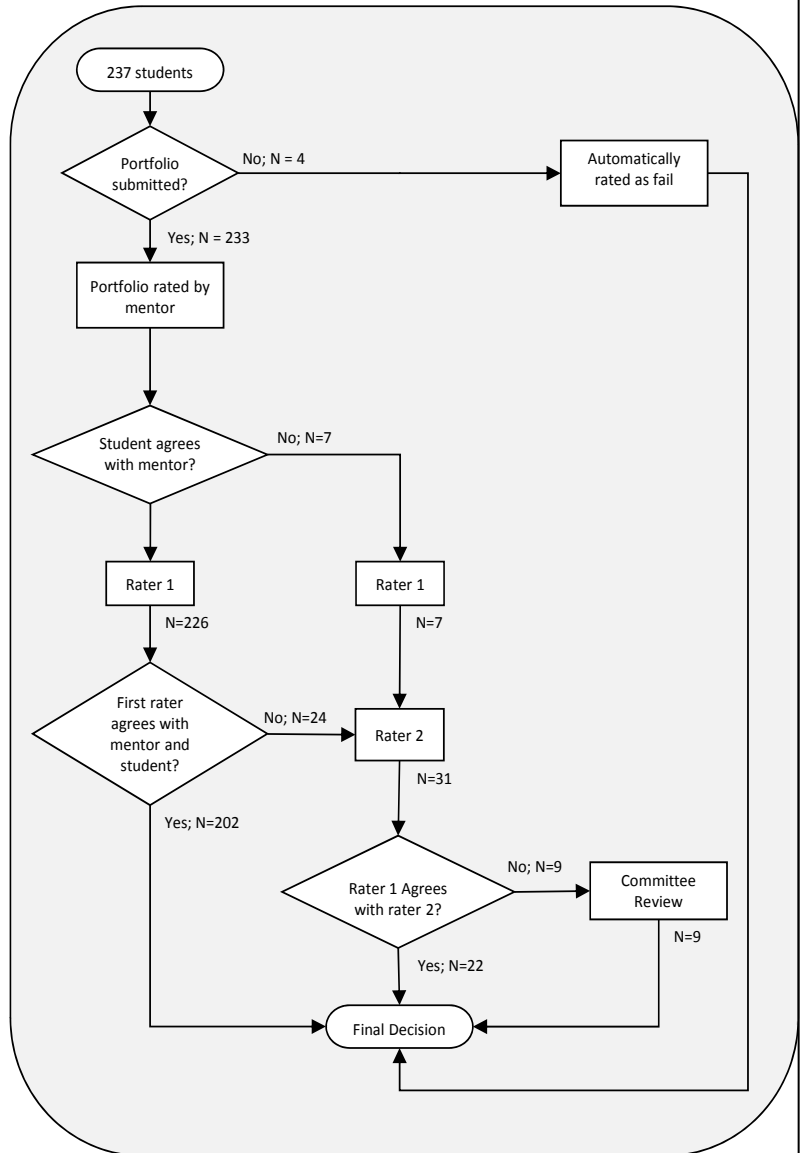 237 students
Portfolio
submitted?
No; N = 4
Automatically
rated as fail
Yes; N = 233
Portfolio rated by
mentor
Student agrees
with mentor?
No; N=7
Rater 1
Rater 1
N=226
N=7
First rater
agrees with
mentor and
student?
No; N=24
Rater 2
N=31
Yes; N=202
Rater 1 Agrees
with rater 2?
No; N=9
Committee
Review
N=9
Yes; N=22
Final Decision